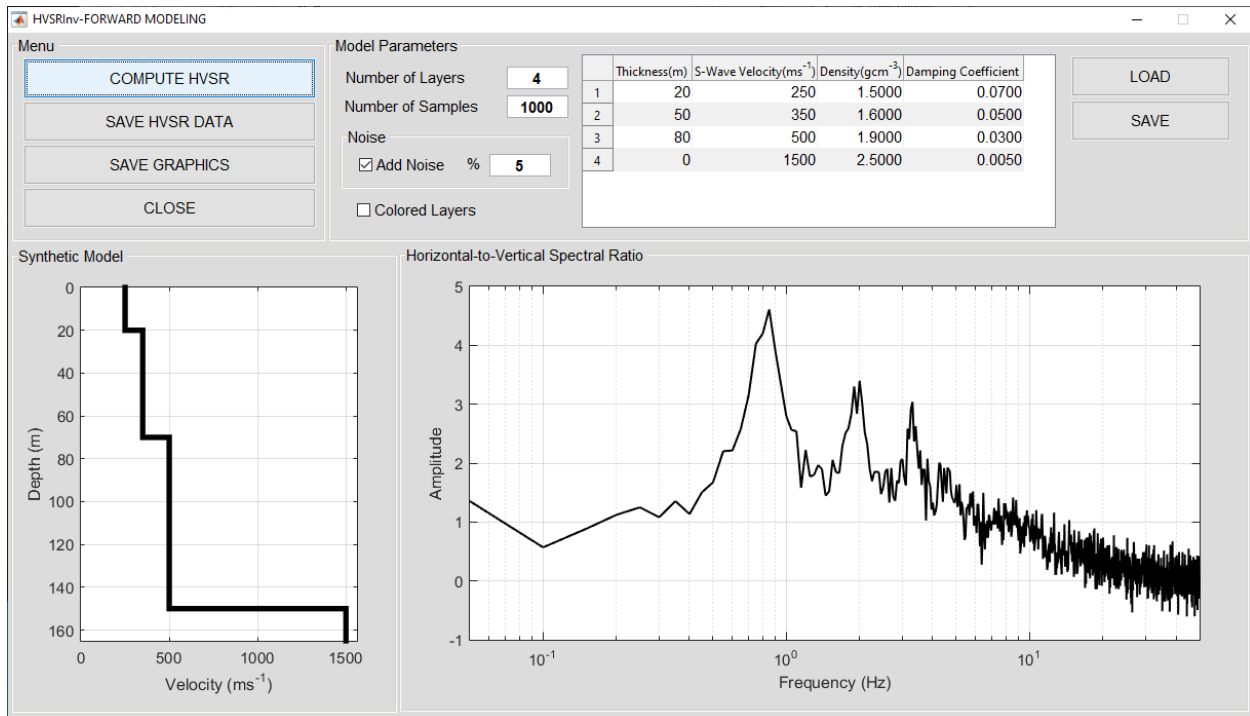 HVSRInv-FORWARD MODELING
Menu
COMPUTE HVSR
SAVE HVSR DATA
SAVE GRAPHICS
CLOSE
Model Parameters
Number of Layers 4
Number of Samples 1000
Noise
Add Noise % 5
Colored Layers
Thickness(m) S-Wave Velocity(ms⁻¹) Density(gcm⁻³) Damping Coefficient
1 20 250 1.5000 0.0700
2 50 350 1.6000 0.0500
3 80 500 1.9000 0.0300
4 0 1500 2.5000 0.0050
LOAD
SAVE
Synthetic Model
0
20
40
60
80
100
120
140
160
Depth (m)
0 500 1000 1500
Velocity (ms⁻¹)
Horizontal-to-Vertical Spectral Ratio
5
4
3
2
1
0
-1
Amplitude
10⁻¹ 10⁰ 10¹
Frequency (Hz)